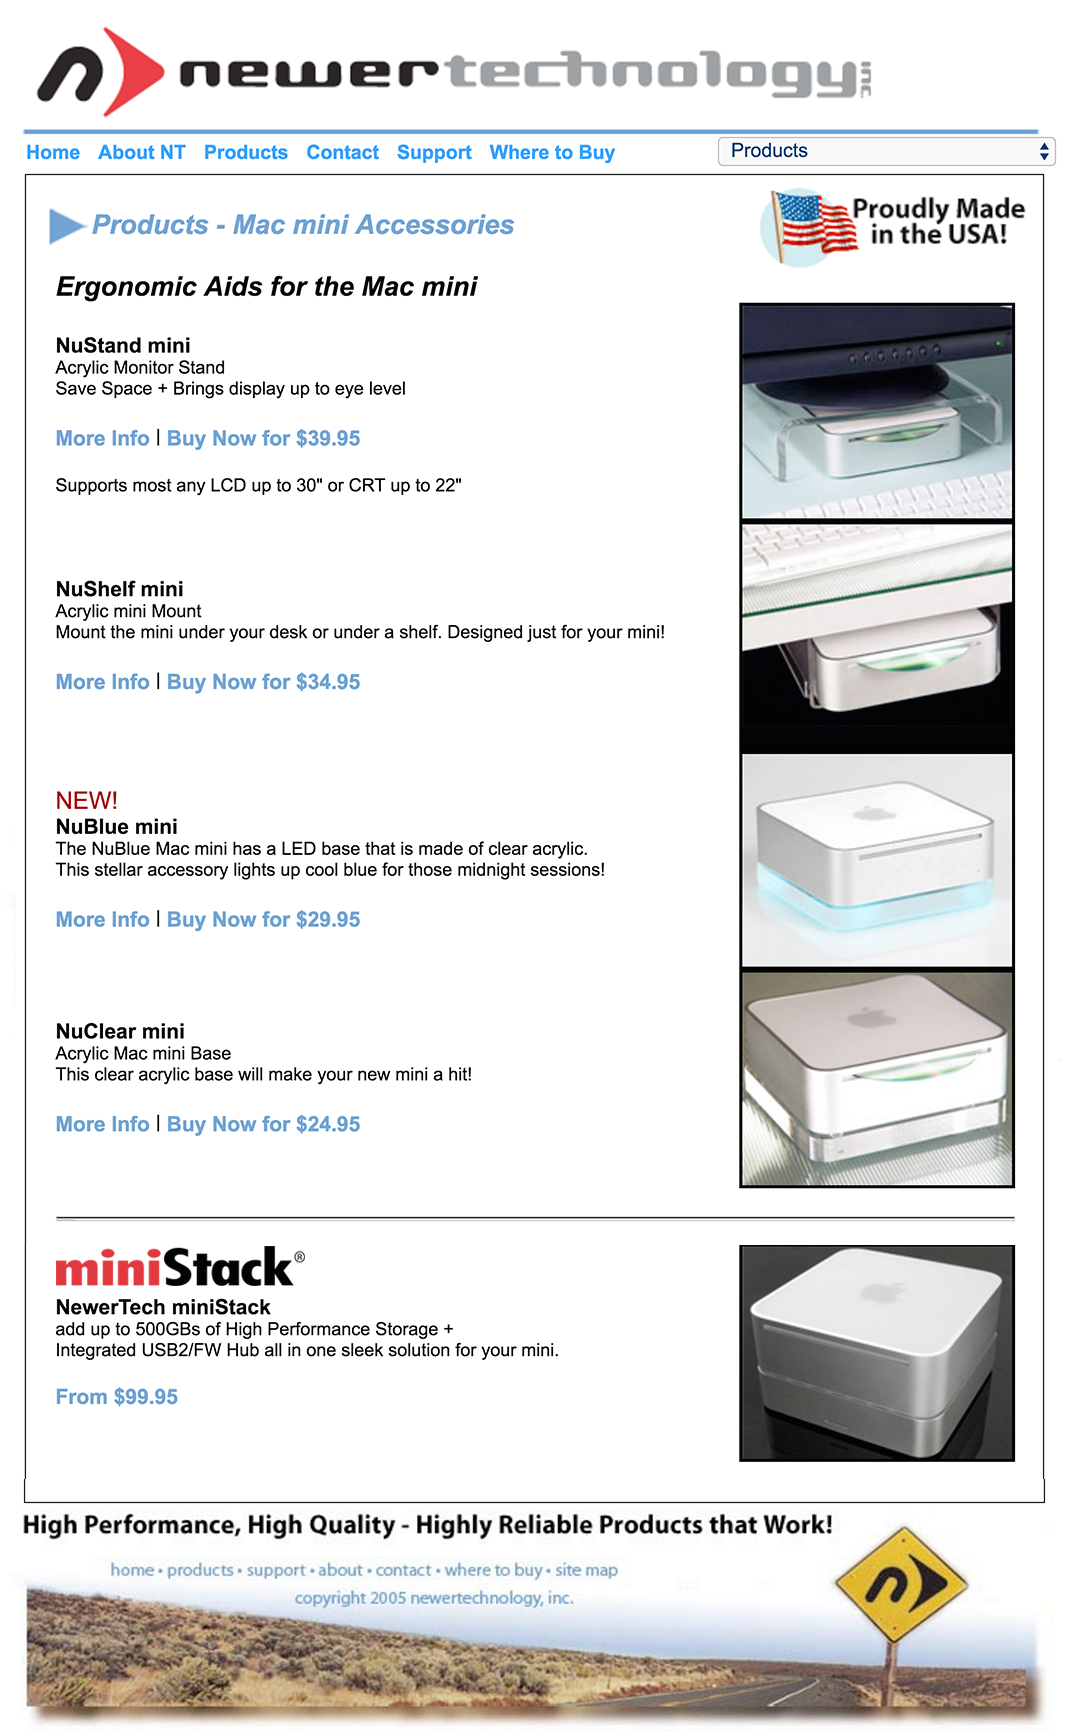 newertechnology inc
Home About NT Products Contact Support Where to Buy Products
Products - Mac mini Accessories
Proudly Made
in the USA!
Ergonomic Aids for the Mac mini
NuStand mini
Acrylic Monitor Stand
Save Space + Brings display up to eye level
More Info | Buy Now for $39.95
Supports most any LCD up to 30" or CRT up to 22"
NuShelf mini
Acrylic mini Mount
Mount the mini under your desk or under a shelf. Designed just for your mini!
More Info | Buy Now for $34.95
NEW!
NuBlue mini
The NuBlue Mac mini has a LED base that is made of clear acrylic.
This stellar accessory lights up cool blue for those midnight sessions!
More Info | Buy Now for $29.95
NuClear mini
Acrylic Mac mini Base
This clear acrylic base will make your new mini a hit!
More Info | Buy Now for $24.95
miniStack®
NewerTech miniStack
add up to 500GBs of High Performance Storage +
Integrated USB2/FW Hub all in one sleek solution for your mini.
From $99.95
High Performance, High Quality - Highly Reliable Products that Work!
home • products • support • about • contact • where to buy • site map
copyright 2005 newertechnology, inc.